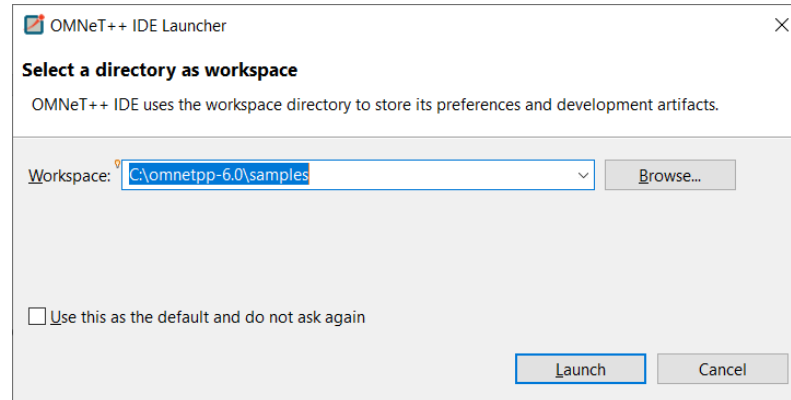 OMNeT++ IDE Launcher
Select a directory as workspace
OMNeT++ IDE uses the workspace directory to store its preferences and development artifacts.
Workspace: C:\omnetpp-6.0\samples Browse...
Use this as the default and do not ask again
Launch Cancel